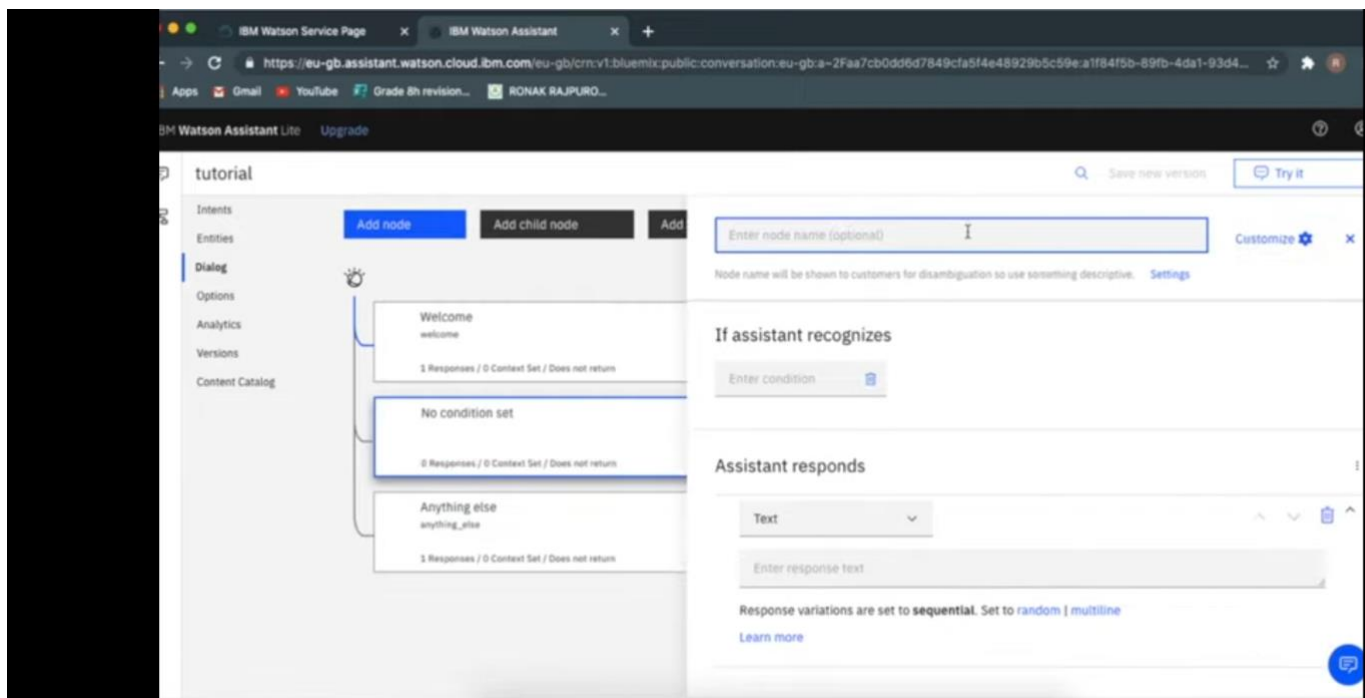 IBM Watson Service Page
IBM Watson Assistant
https://eu-gb.assistant.watson.cloud.ibm.com/eu-gb/crn:v1:bluemix:public:conversation:eu-gb:a~2Faa7cb0dd6d7849cfa5f4e48929b5c59e:a1f84f5b-89fb-4da1-93d4...
Apps Gmail YouTube Grade 8h revision... RONAK RAJPURO...
BM Watson Assistant Lite Upgrade
tutorial
Save new version
Try it
Intents
Entities
Dialog
Options
Analytics
Versions
Content Catalog
Add node Add child node Add
Welcome
welcome
1 Responses / 0 Context Set / Does not return
No condition set
0 Responses / 0 Context Set / Does not return
Anything else
anything_else
1 Responses / 0 Context Set / Does not return
Enter node name (optional)
Customize
Node name will be shown to customers for disambiguation so use something descriptive. Settings
If assistant recognizes
Enter condition
Assistant responds
Text
Enter response text
Response variations are set to sequential. Set to random | multiline
Learn more